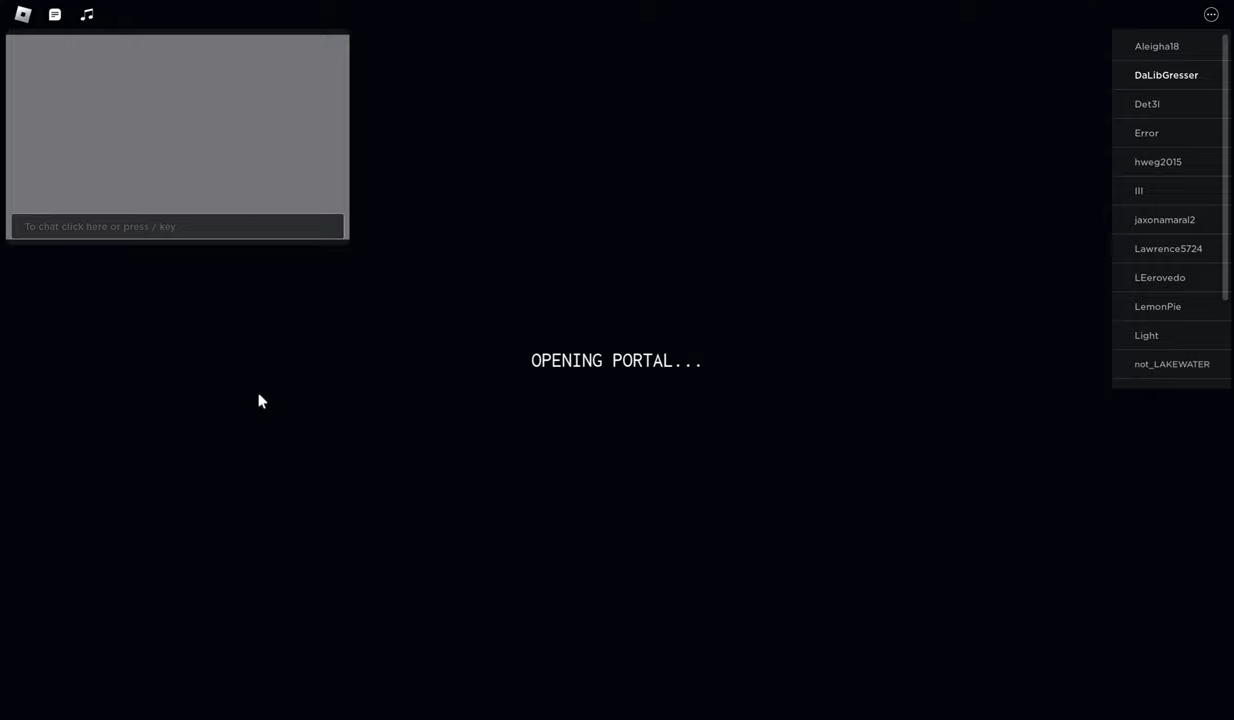 To chat click here or press / key
OPENING PORTAL...
Aleigha18
DaLibGresser
Det3l
Error
hweg2015
III
jaxonamaral2
Lawrence5724
LEerovedo
LemonPie
Light
not_LAKEWATER